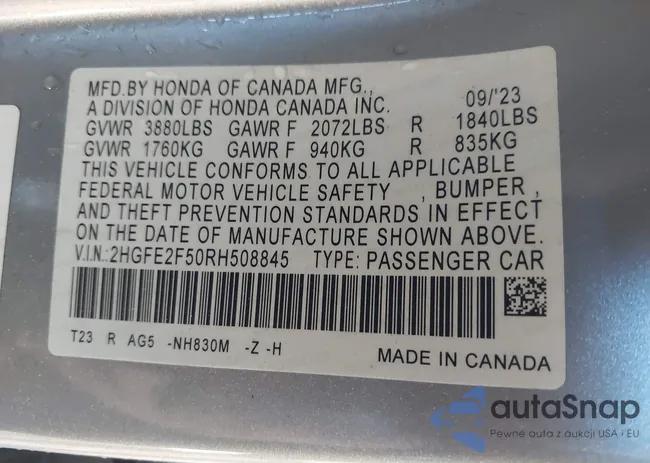 MFD.BY HONDA OF CANADA MFG.,
A DIVISION OF HONDA CANADA INC. 09/'23
GVWR 3880LBS GAWR F 2072LBS R 1840LBS
GVWR 1760KG GAWR F 940KG R 835KG
THIS VEHICLE CONFORMS TO ALL APPLICABLE
FEDERAL MOTOR VEHICLE SAFETY , BUMPER ,
AND THEFT PREVENTION STANDARDS IN EFFECT
ON THE DATE OF MANUFACTURE SHOWN ABOVE.
V.I.N.:2HGFE2F50RH508845 TYPE: PASSENGER CAR
T23 R AG5 -NH830M -Z -H
MADE IN CANADA
autaSnap
Pewne auta z aukcji USA i EU